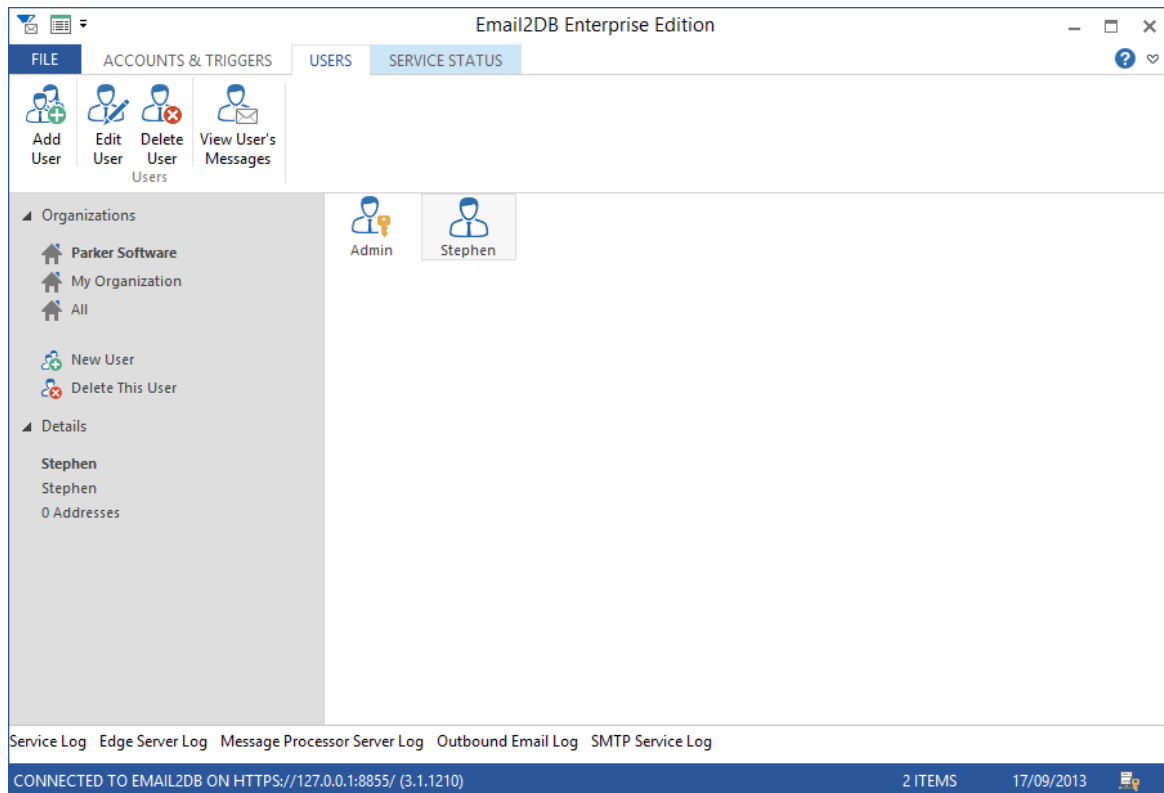 Email2DB Enterprise Edition
FILE ACCOUNTS & TRIGGERS USERS SERVICE STATUS
Add User
Edit User
Delete User
View User's Messages
Users
Organizations
Parker Software
My Organization
All
New User
Delete This User
Details
Stephen
Stephen
0 Addresses
Admin
Stephen
Service Log Edge Server Log Message Processor Server Log Outbound Email Log SMTP Service Log
CONNECTED TO EMAIL2DB ON HTTPS://127.0.0.1:8855/ (3.1.1210) 2 ITEMS 17/09/2013